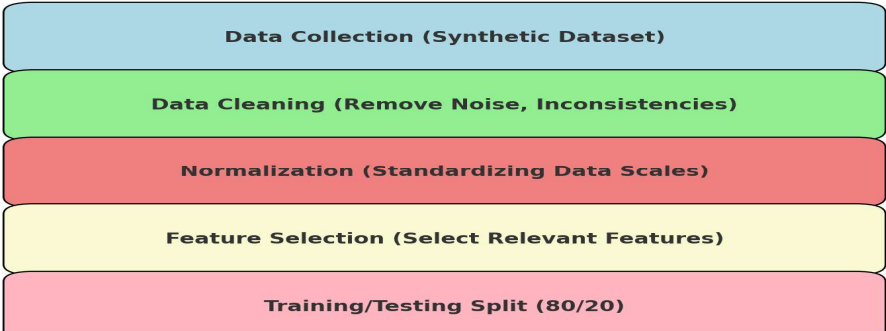 Data Collection (Synthetic Dataset)
Data Cleaning (Remove Noise, Inconsistencies)
Normalization (Standardizing Data Scales)
Feature Selection (Select Relevant Features)
Training/Testing Split (80/20)